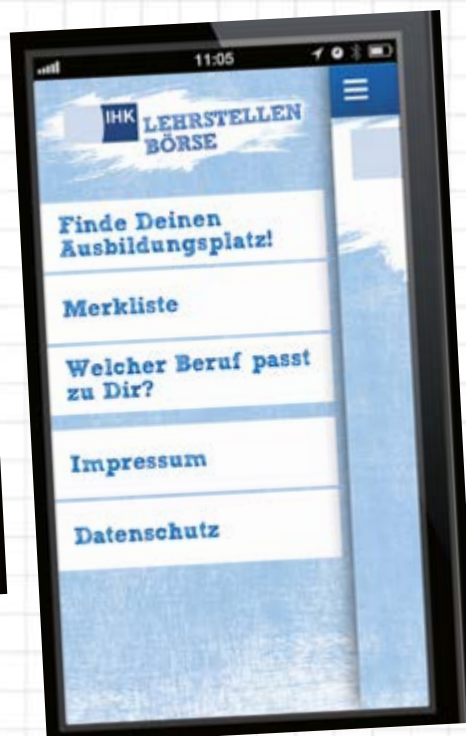 11:05
IHK
LEHRSTELLEN
BÖRSE
Finde Deinen
Ausbildungsplatz!
Merkliste
Welcher Beruf passt
zu Dir?
Impressum
Datenschutz